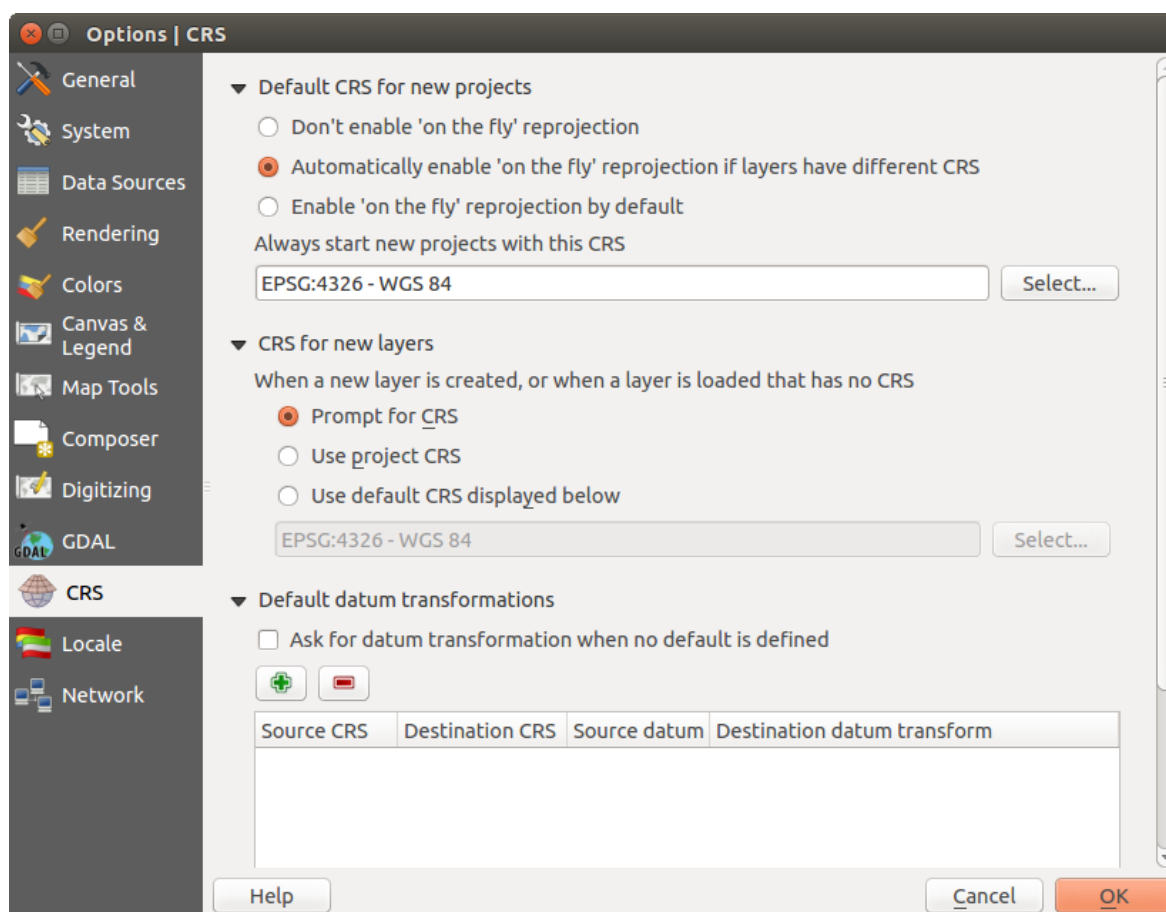 Options | CRS
General
System
Data Sources
Rendering
Colors
Canvas &
Legend
Map Tools
Composer
Digitizing
GDAL
GDAL
CRS
Locale
Network
Default CRS for new projects
Don't enable 'on the fly' reprojection
Automatically enable 'on the fly' reprojection if layers have different CRS
Enable 'on the fly' reprojection by default
Always start new projects with this CRS
EPSG:4326 - WGS 84
Select...
CRS for new layers
When a new layer is created, or when a layer is loaded that has no CRS
Prompt for CRS
Use project CRS
Use default CRS displayed below
EPSG:4326 - WGS 84
Select...
Default datum transformations
Ask for datum transformation when no default is defined
Source CRS Destination CRS Source datum Destination datum transform
Help
Cancel
OK